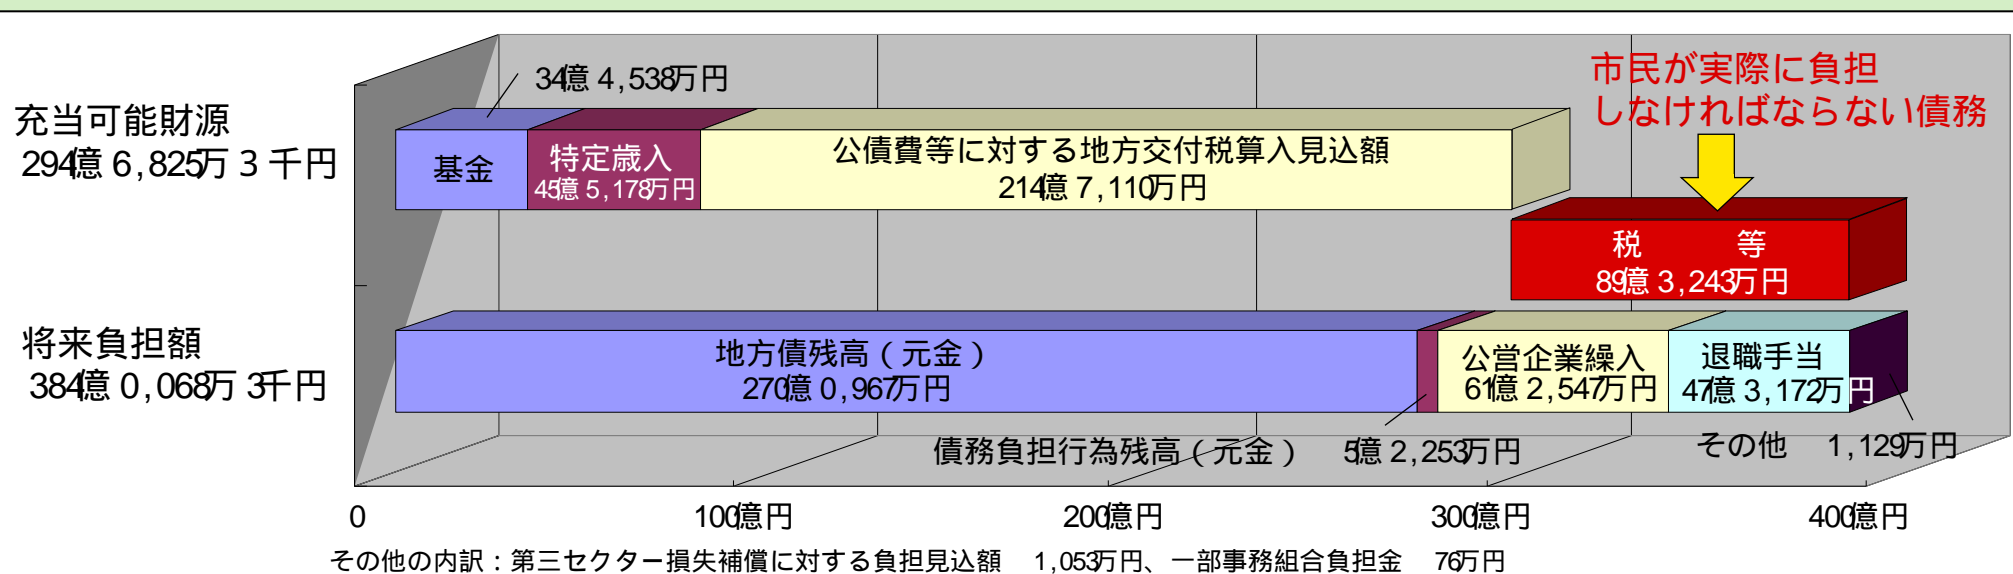 34億4,538万円
市民が実際に負担
しなければならない債務
充当可能財源
294億6,825万3千円
基金
特定歳入
45億5,178万円
公債費等に対する地方交付税算入見込額
214億7,110万円
税 等
89億3,243万円
将来負担額
384億0,068万3千円
地方債残高(元金)
270億0,967万円
公営企業繰入
61億2,547万円
退職手当
47億3,172万円
債務負担行為残高(元金) 5億2,253万円
その他 1,129万円
0 100億円 200億円 300億円 400億円
その他の内訳:第三セクター損失補償に対する負担見込額 1,053万円、一部事務組合負担金 76万円